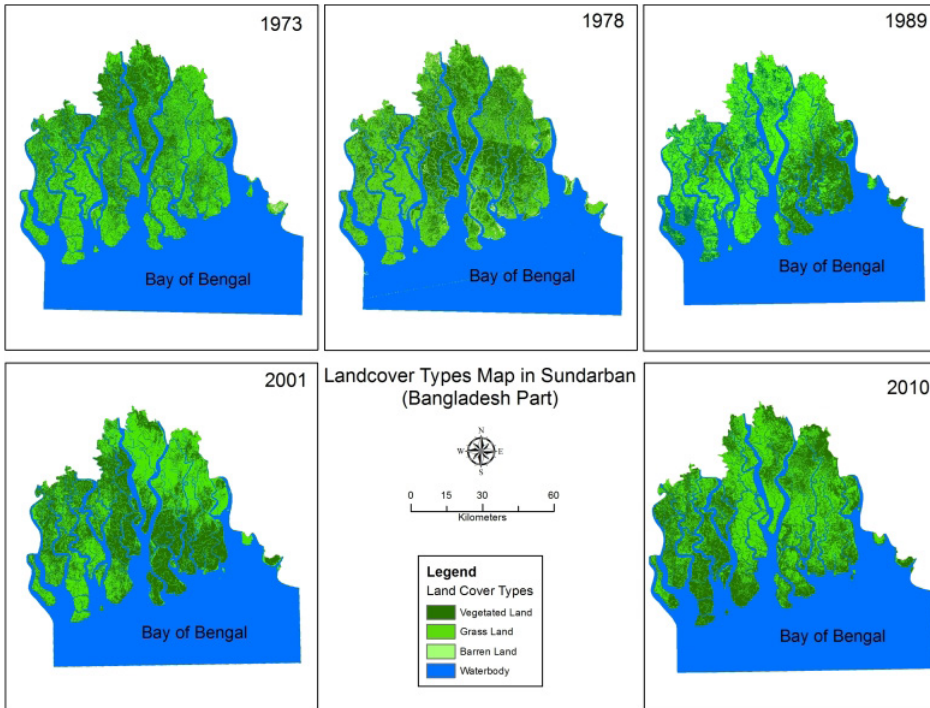 1973
Bay of Bengal
1978
Bay of Bengal
1989
Bay of Bengal
2001
Bay of Bengal
Landcover Types Map in Sundarban
(Bangladesh Part)
N
W E
S
0 15 30 60
Kilometers
Legend
Land Cover Types
Vegetated Land
Grass Land
Barren Land
Waterbody
2010
Bay of Bengal